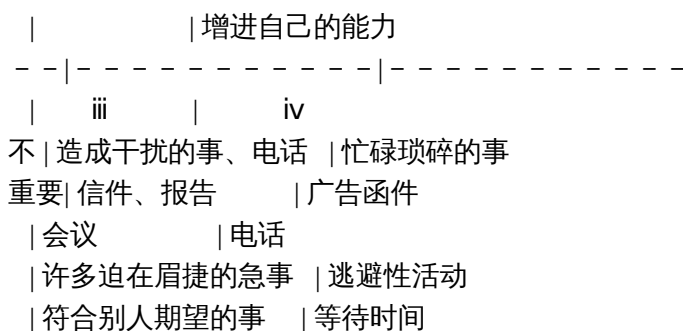 |                      | 增进自己的能力
－－|－－－－－－－－－－－|－－－－－－－－－－－
|        ⅲ            |            ⅳ
不 | 造成干扰的事、电话   | 忙碌琐碎的事
重要| 信件、报告           | 广告函件
| 会议                 | 电话
| 许多迫在眉捷的急事   | 逃避性活动
| 符合别人期望的事     | 等待时间